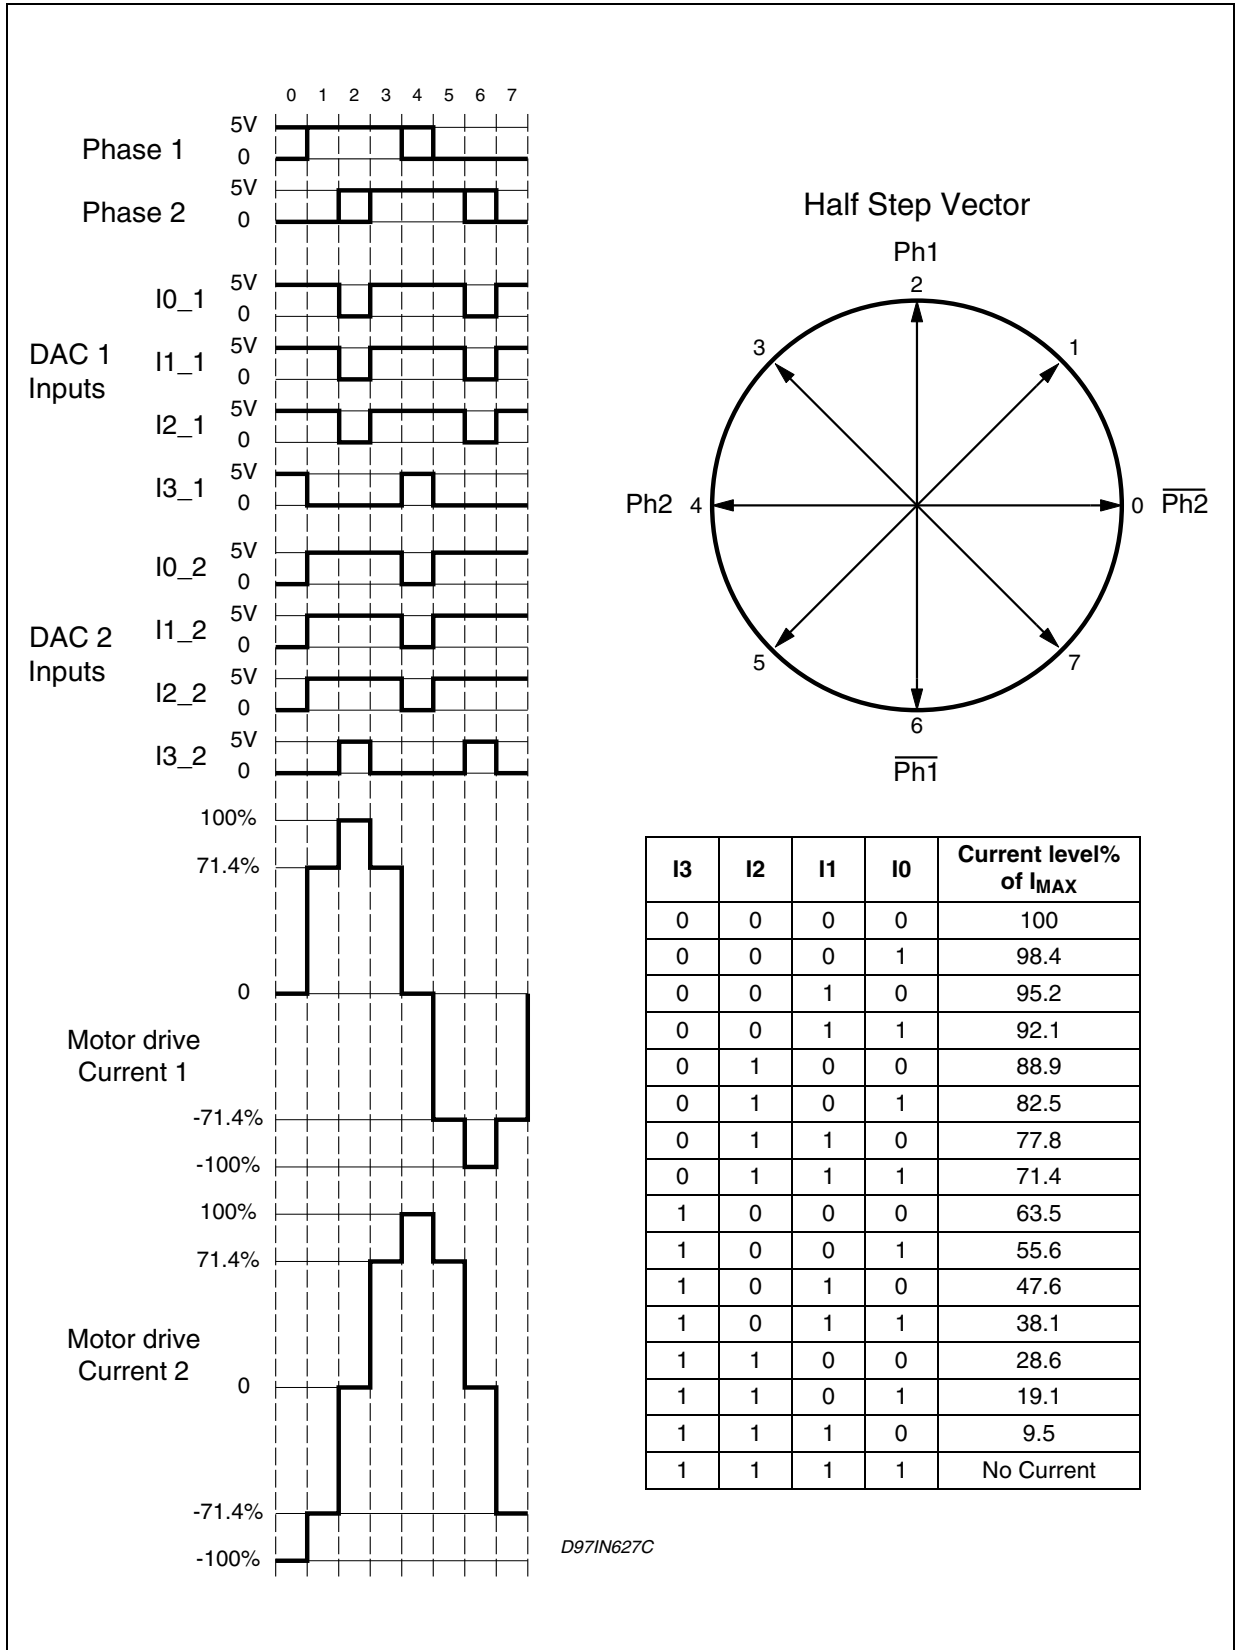 0 1 2 3 4 5 6 7
Phase 1
5V
0
Phase 2
5V
0
DAC 1
Inputs
I0_1
5V
0
I1_1
5V
0
I2_1
5V
0
I3_1
5V
0
DAC 2
Inputs
I0_2
5V
0
I1_2
5V
0
I2_2
5V
0
I3_2
5V
0
100%
71.4%
0
Motor drive
Current 1
-71.4%
-100%
100%
71.4%
Motor drive
Current 2
0
-71.4%
-100%
D97IN627C
Half Step Vector
Ph1
2
3
1
Ph2 4
0 Ph2
5
7
6
Ph1
I3 I2 I1 I0 Current level%
of IMAX
0 0 0 0 100
0 0 0 1 98.4
0 0 1 0 95.2
0 0 1 1 92.1
0 1 0 0 88.9
0 1 0 1 82.5
0 1 1 0 77.8
0 1 1 1 71.4
1 0 0 0 63.5
1 0 0 1 55.6
1 0 1 0 47.6
1 0 1 1 38.1
1 1 0 0 28.6
1 1 0 1 19.1
1 1 1 0 9.5
1 1 1 1 No Current